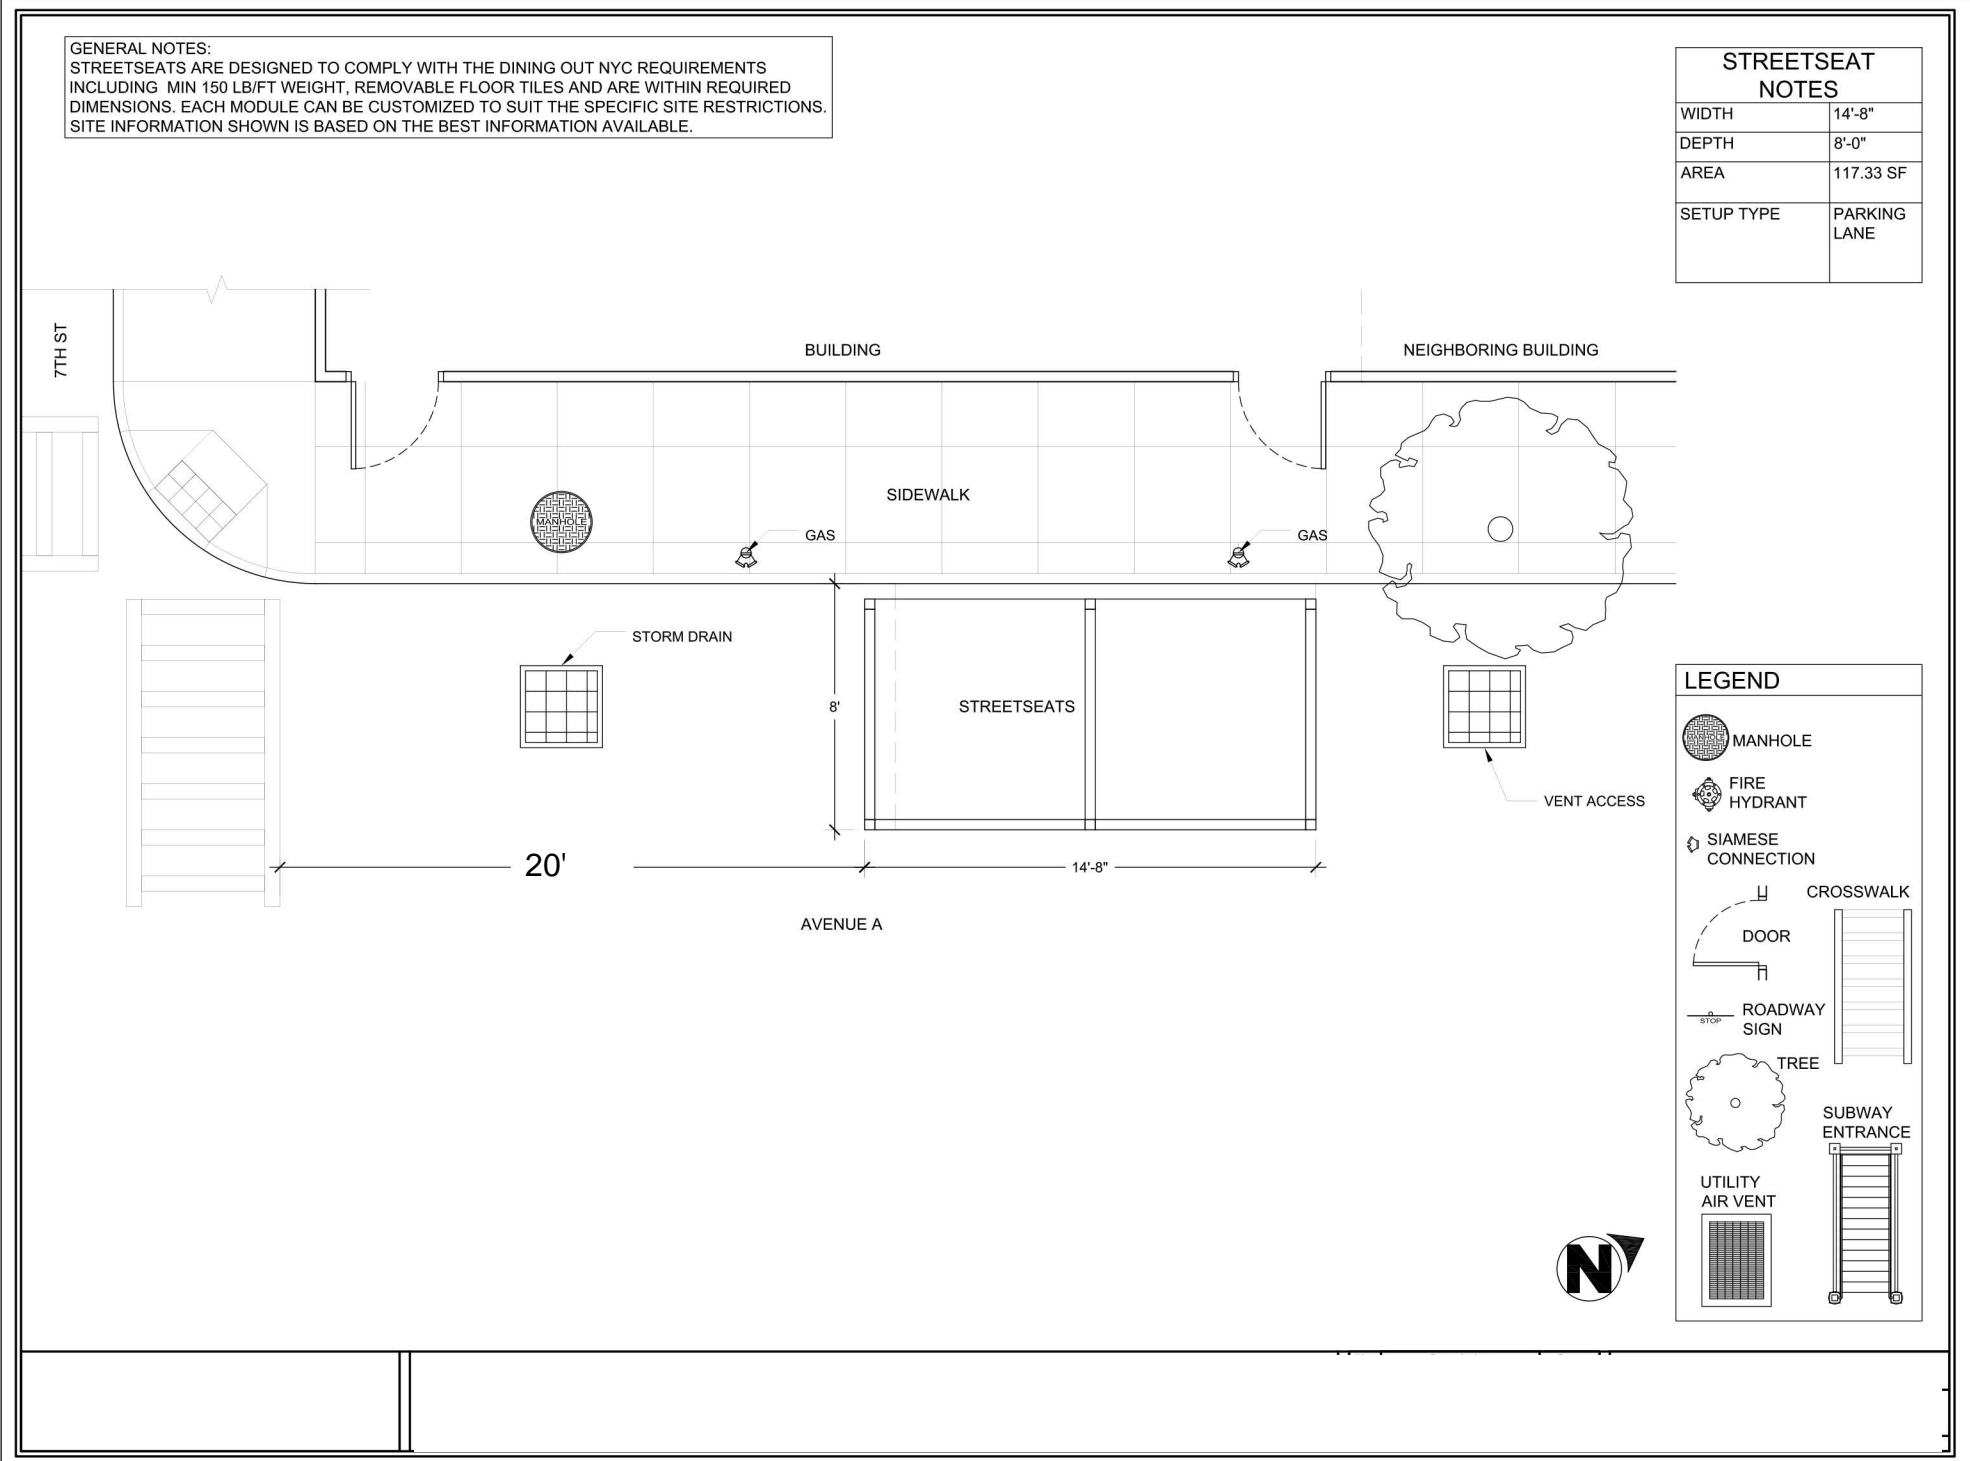 GENERAL NOTES:
STREETSEATS ARE DESIGNED TO COMPLY WITH THE DINING OUT NYC REQUIREMENTS
INCLUDING MIN 150 LB/FT WEIGHT, REMOVABLE FLOOR TILES AND ARE WITHIN REQUIRED
DIMENSIONS. EACH MODULE CAN BE CUSTOMIZED TO SUIT THE SPECIFIC SITE RESTRICTIONS.
SITE INFORMATION SHOWN IS BASED ON THE BEST INFORMATION AVAILABLE.
STREETSEAT
NOTES
WIDTH 14'-8"
DEPTH 8'-0"
AREA 117.33 SF
SETUP TYPE PARKING
LANE
7TH ST
BUILDING
NEIGHBORING BUILDING
SIDEWALK
MANHOLE
GAS
GAS
STORM DRAIN
8'
STREETSEATS
VENT ACCESS
20'
14'-8"
AVENUE A
LEGEND
MANHOLE
MANHOLE
FIRE
HYDRANT
SIAMESE
CONNECTION
CROSSWALK
DOOR
ROADWAY
SIGN
STOP
TREE
SUBWAY
ENTRANCE
UTILITY
AIR VENT
N